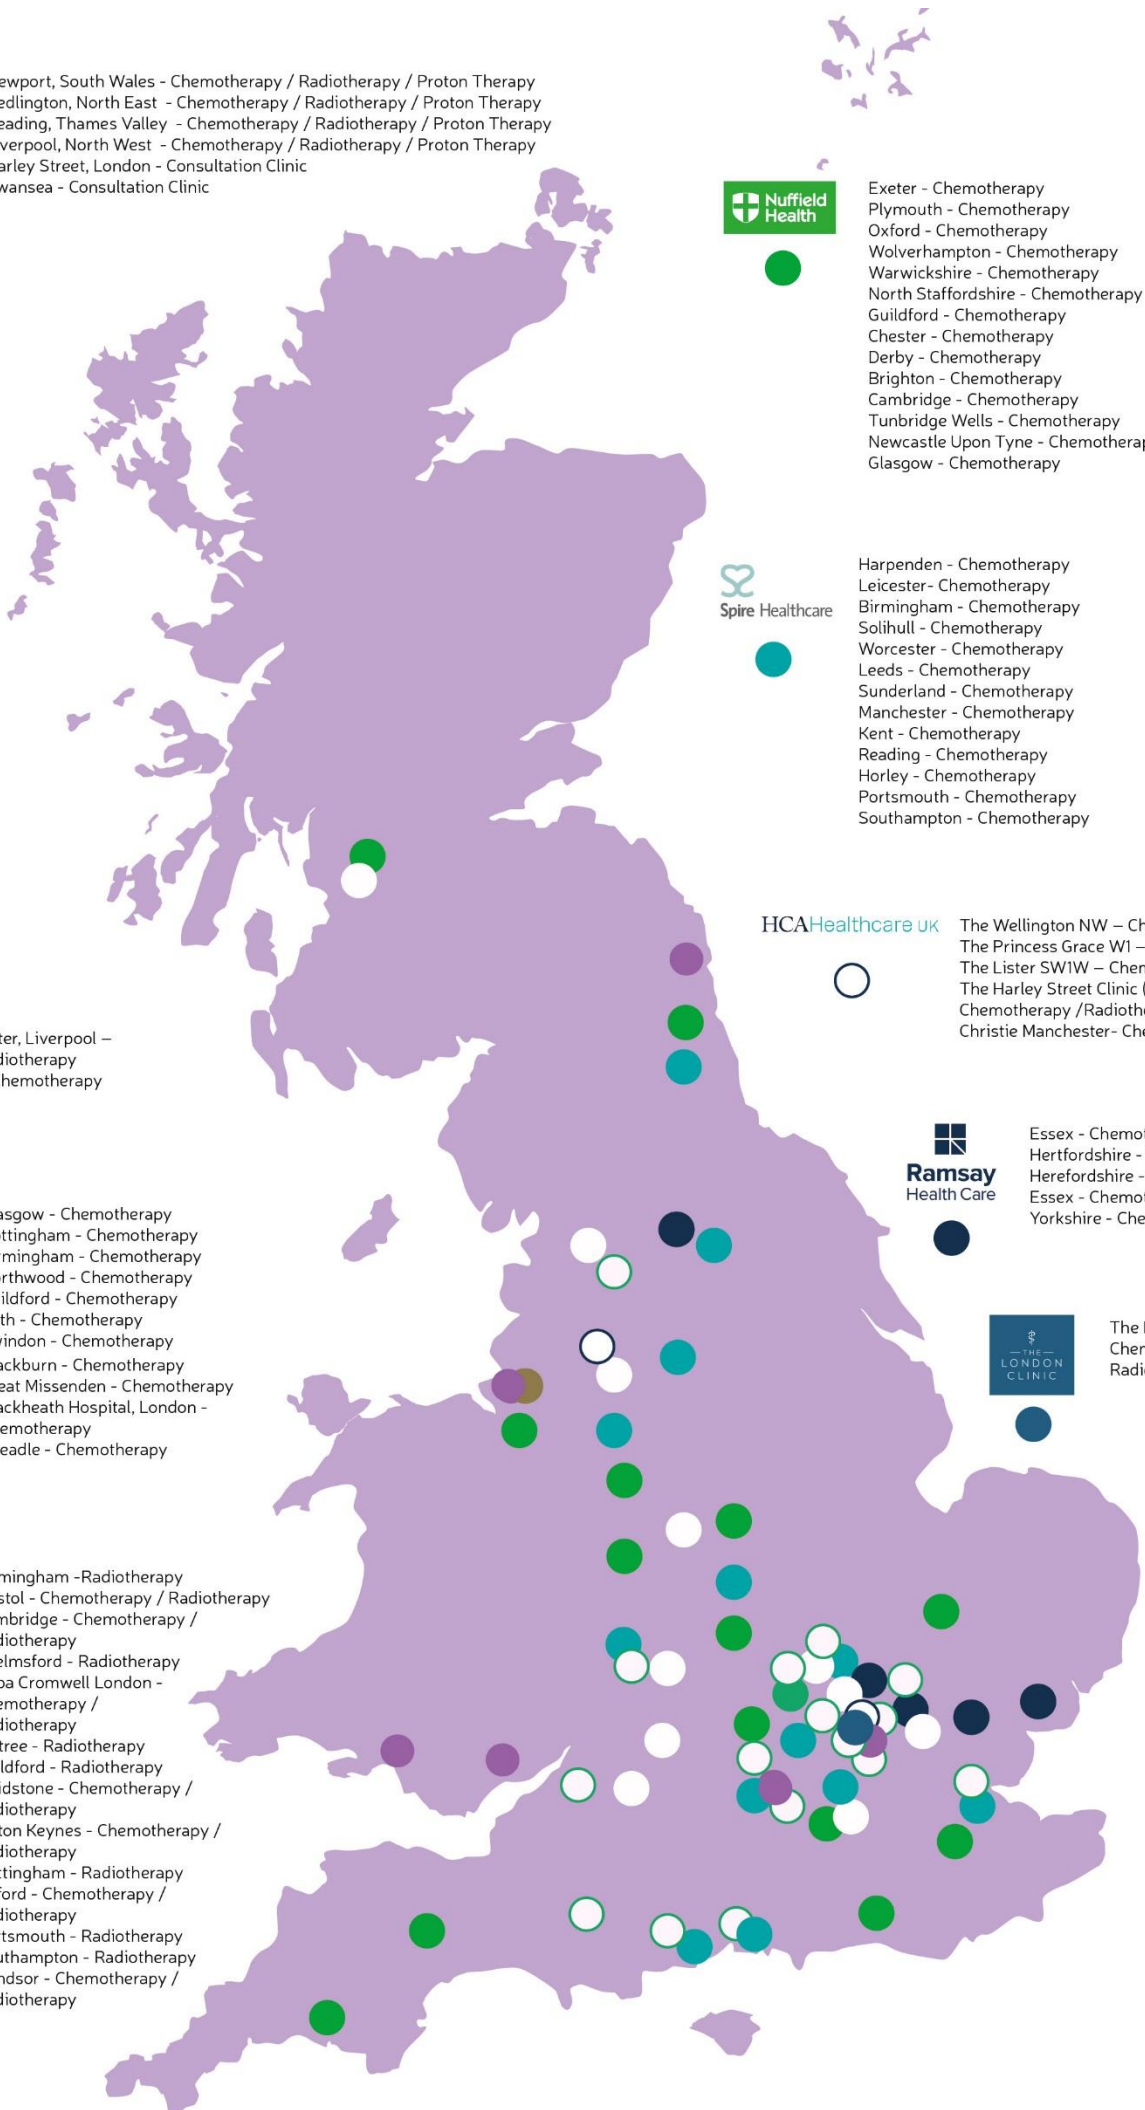 ewport, South Wales - Chemotherapy / Radiotherapy / Proton Therapy
edlington, North East - Chemotherapy / Radiotherapy / Proton Therapy
eading, Thames Valley - Chemotherapy / Radiotherapy / Proton Therapy
verpool, North West - Chemotherapy / Radiotherapy / Proton Therapy
arley Street, London - Consultation Clinic
wansea - Consultation Clinic
Nuffield
Health
Exeter - Chemotherapy
Plymouth - Chemotherapy
Oxford - Chemotherapy
Wolverhampton - Chemotherapy
Warwickshire - Chemotherapy
North Staffordshire - Chemotherapy
Guildford - Chemotherapy
Chester - Chemotherapy
Derby - Chemotherapy
Brighton - Chemotherapy
Cambridge - Chemotherapy
Tunbridge Wells - Chemotherapy
Newcastle Upon Tyne - Chemotherap
Glasgow - Chemotherapy
Spire Healthcare
Harpenden - Chemotherapy
Leicester- Chemotherapy
Birmingham - Chemotherapy
Solihull - Chemotherapy
Worcester - Chemotherapy
Leeds - Chemotherapy
Sunderland - Chemotherapy
Manchester - Chemotherapy
Kent - Chemotherapy
Reading - Chemotherapy
Horley - Chemotherapy
Portsmouth - Chemotherapy
Southampton - Chemotherapy
HCAHealthcare UK
The Wellington NW – Ch
The Princess Grace W1 –
The Lister SW1W – Chem
The Harley Street Clinic (
Chemotherapy /Radiothe
Christie Manchester- Che
ter, Liverpool –
diotherapy
hemotherapy
Ramsay
Health Care
Essex - Chemot
Hertfordshire -
Herefordshire -
Essex - Chemot
Yorkshire - Che
asgow - Chemotherapy
ottingham - Chemotherapy
rmingham - Chemotherapy
orthwood - Chemotherapy
ildford - Chemotherapy
th - Chemotherapy
windon - Chemotherapy
ackburn - Chemotherapy
eat Missenden - Chemotherapy
ackheath Hospital, London -
emotherapy
eadle - Chemotherapy
THE
LONDON
CLINIC
The
Chem
Radi
mingham -Radiotherapy
stol - Chemotherapy / Radiotherapy
mbridge - Chemotherapy /
diotherapy
elmsford - Radiotherapy
pa Cromwell London -
emotherapy /
diotherapy
tree - Radiotherapy
ildford - Radiotherapy
idstone - Chemotherapy /
diotherapy
ton Keynes - Chemotherapy /
diotherapy
ttingham - Radiotherapy
ford - Chemotherapy /
diotherapy
rtsmouth - Radiotherapy
uthampton - Radiotherapy
ndsor - Chemotherapy /
diotherapy